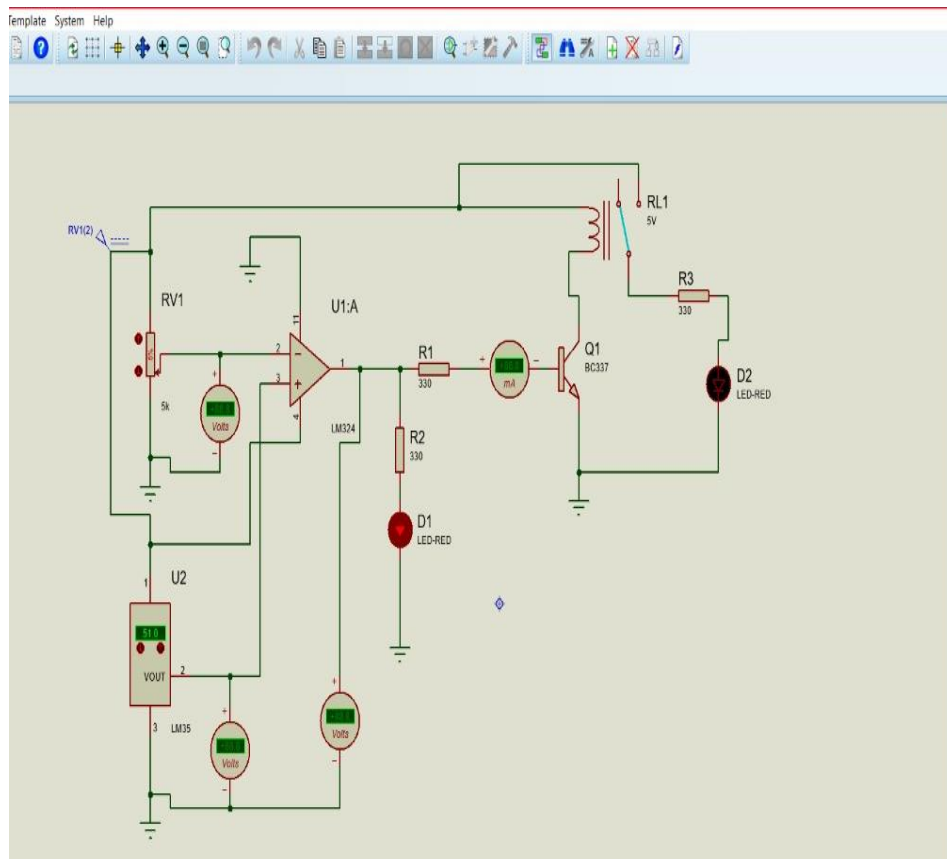 Template System Help
RV1(2)
RL1
5V
RV1
U1:A
R3
330
11
6%
2
3
1
4
R1
330
mA
Q1
BC337
D2
LED-RED
5k
Volts
LM324
R2
330
D1
LED-RED
U2
1
51.0
VOUT
2
3
LM35
Volts
Volts